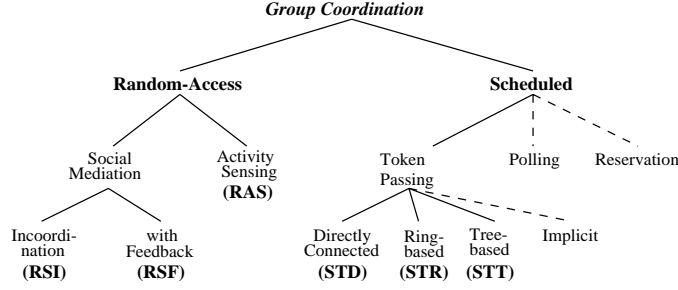 Group Coordination
Random-Access
Scheduled
Social
Mediation
Activity
Sensing
(RAS)
Token
Passing
Polling
Reservation
Incoordi-
nation
(RSI)
with
Feedback
(RSF)
Directly
Connected
(STD)
Ring-
based
(STR)
Tree-
based
(STT)
Implicit